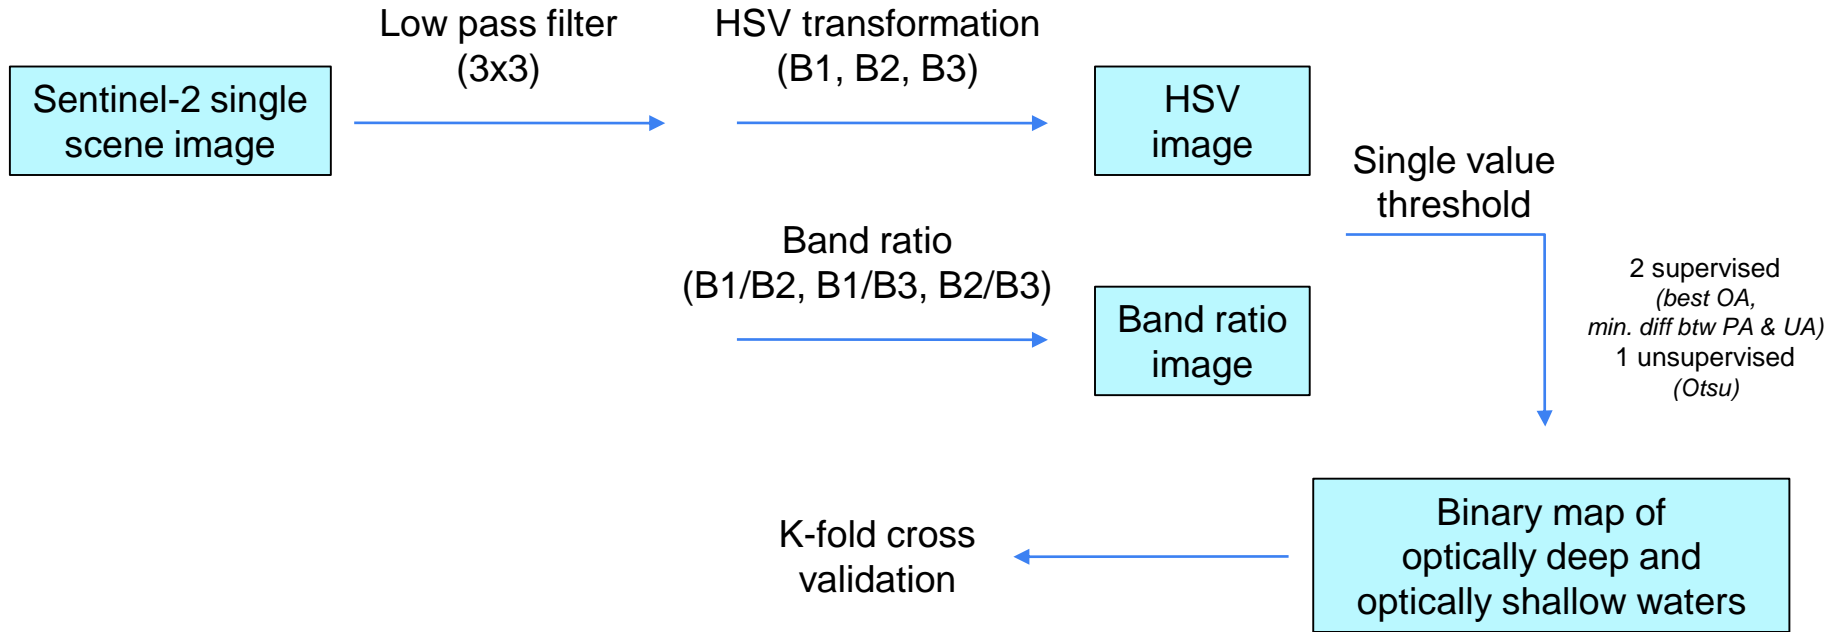 Low pass filter
(3x3)
HSV transformation
(B1, B2, B3)
Sentinel-2 single
scene image
HSV
image
Single value
threshold
Band ratio
(B1/B2, B1/B3, B2/B3)
Band ratio
image
2 supervised
(best OA,
min. diff btw PA & UA)
1 unsupervised
(Otsu)
Binary map of
optically deep and
optically shallow waters
K-fold cross
validation